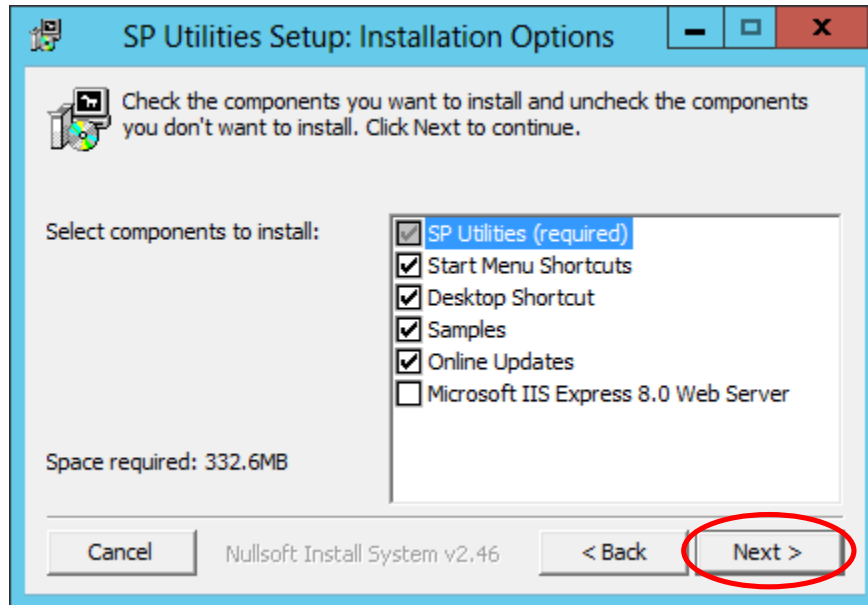 SP Utilities Setup: Installation Options
Check the components you want to install and uncheck the components
you don't want to install. Click Next to continue.
Select components to install:
SP Utilities (required)
Start Menu Shortcuts
Desktop Shortcut
Samples
Online Updates
Microsoft IIS Express 8.0 Web Server
Space required: 332.6MB
Cancel
Nullsoft Install System v2.46
< Back
Next >